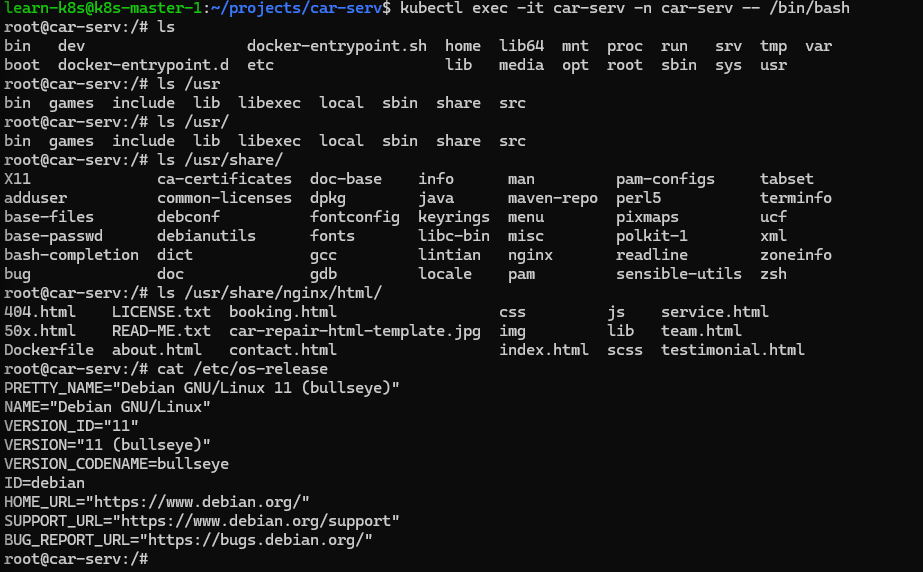 learn-k8s@k8s-master-1:~/projects/car-serv$ kubectl exec -it car-serv -n car-serv -- /bin/bash
root@car-serv:/# ls
bin   dev                  docker-entrypoint.sh  home  lib64  mnt  proc  run   srv  tmp  var
boot  docker-entrypoint.d  etc                   lib   media  opt  root  sbin  sys  usr
root@car-serv:/# ls /usr
bin  games  include  lib  libexec  local  sbin  share  src
root@car-serv:/# ls /usr/
bin  games  include  lib  libexec  local  sbin  share  src
root@car-serv:/# ls /usr/share/
X11              ca-certificates  doc-base    info      man         pam-configs     tabset
adduser          common-licenses  dpkg        java      maven-repo  perl5           terminfo
base-files       debconf          fontconfig  keyrings  menu        pixmaps         ucf
base-passwd      debianutils      fonts       libc-bin  misc        polkit-1        xml
bash-completion  dict             gcc         lintian   nginx       readline        zoneinfo
bug              doc              gdb         locale    pam         sensible-utils  zsh
root@car-serv:/# ls /usr/share/nginx/html/
404.html    LICENSE.txt  booking.html                   css         js    service.html
50x.html    READ-ME.txt  car-repair-html-template.jpg  img         lib   team.html
Dockerfile  about.html   contact.html                   index.html  scss  testimonial.html
root@car-serv:/# cat /etc/os-release
PRETTY_NAME="Debian GNU/Linux 11 (bullseye)"
NAME="Debian GNU/Linux"
VERSION_ID="11"
VERSION="11 (bullseye)"
VERSION_CODENAME=bullseye
ID=debian
HOME_URL="https://www.debian.org/"
SUPPORT_URL="https://www.debian.org/support"
BUG_REPORT_URL="https://bugs.debian.org/"
root@car-serv:/#